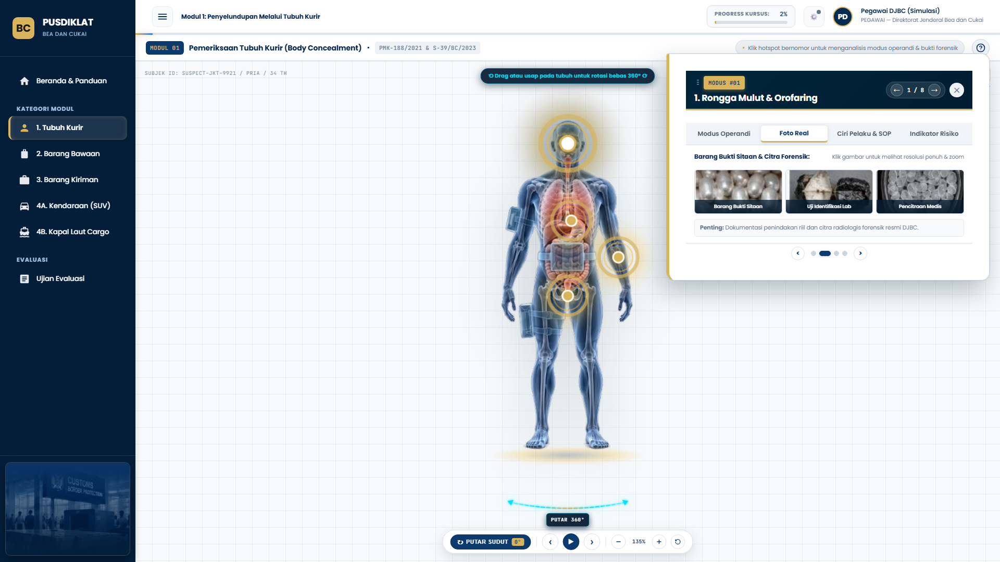 BC
PUSDIKLAT
BEA DAN CUKAI
Beranda & Panduan
KATEGORI MODUL
1. Tubuh Kurir
2. Barang Bawaan
3. Barang Kiriman
4A. Kendaraan (SUV)
4B. Kapal Laut Cargo
EVALUASI
Ujian Evaluasi
CUSTOMS
BORDER PROTECTION
Modul 1: Penyelundupan Melalui Tubuh Kurir
PROGRESS KURSUS: 2%
PD
Pegawai DJBC (Simulasi)
PEGAWAI — Direktorat Jenderal Bea dan Cukai
MODUL 01
Pemeriksaan Tubuh Kurir (Body Concealment)
•
PMK-188/2021 & S-39/BC/2023
• Klik hotspot bernomor untuk menganalisis modus operandi & bukti forensik
SUBJEK ID: SUSPECT-JKT-9921 / PRIA / 34 TH
⟲ Drag atau usap pada tubuh untuk rotasi bebas 360° ⟳
MODUS #01
1. Rongga Mulut & Orofaring
← 1 / 8 →
Modus Operandi
Foto Real
Ciri Pelaku & SOP
Indikator Risiko
Barang Bukti Sitaan & Citra Forensik:
Klik gambar untuk melihat resolusi penuh & zoom
Barang Bukti Sitaan
Uji Identifikasi Lab
Pencitraan Medis
Penting: Dokumentasi penindakan riil dan citra radiologis forensik resmi DJBC.
PUTAR 360°
↻ PUTAR SUDUT 0°
135%